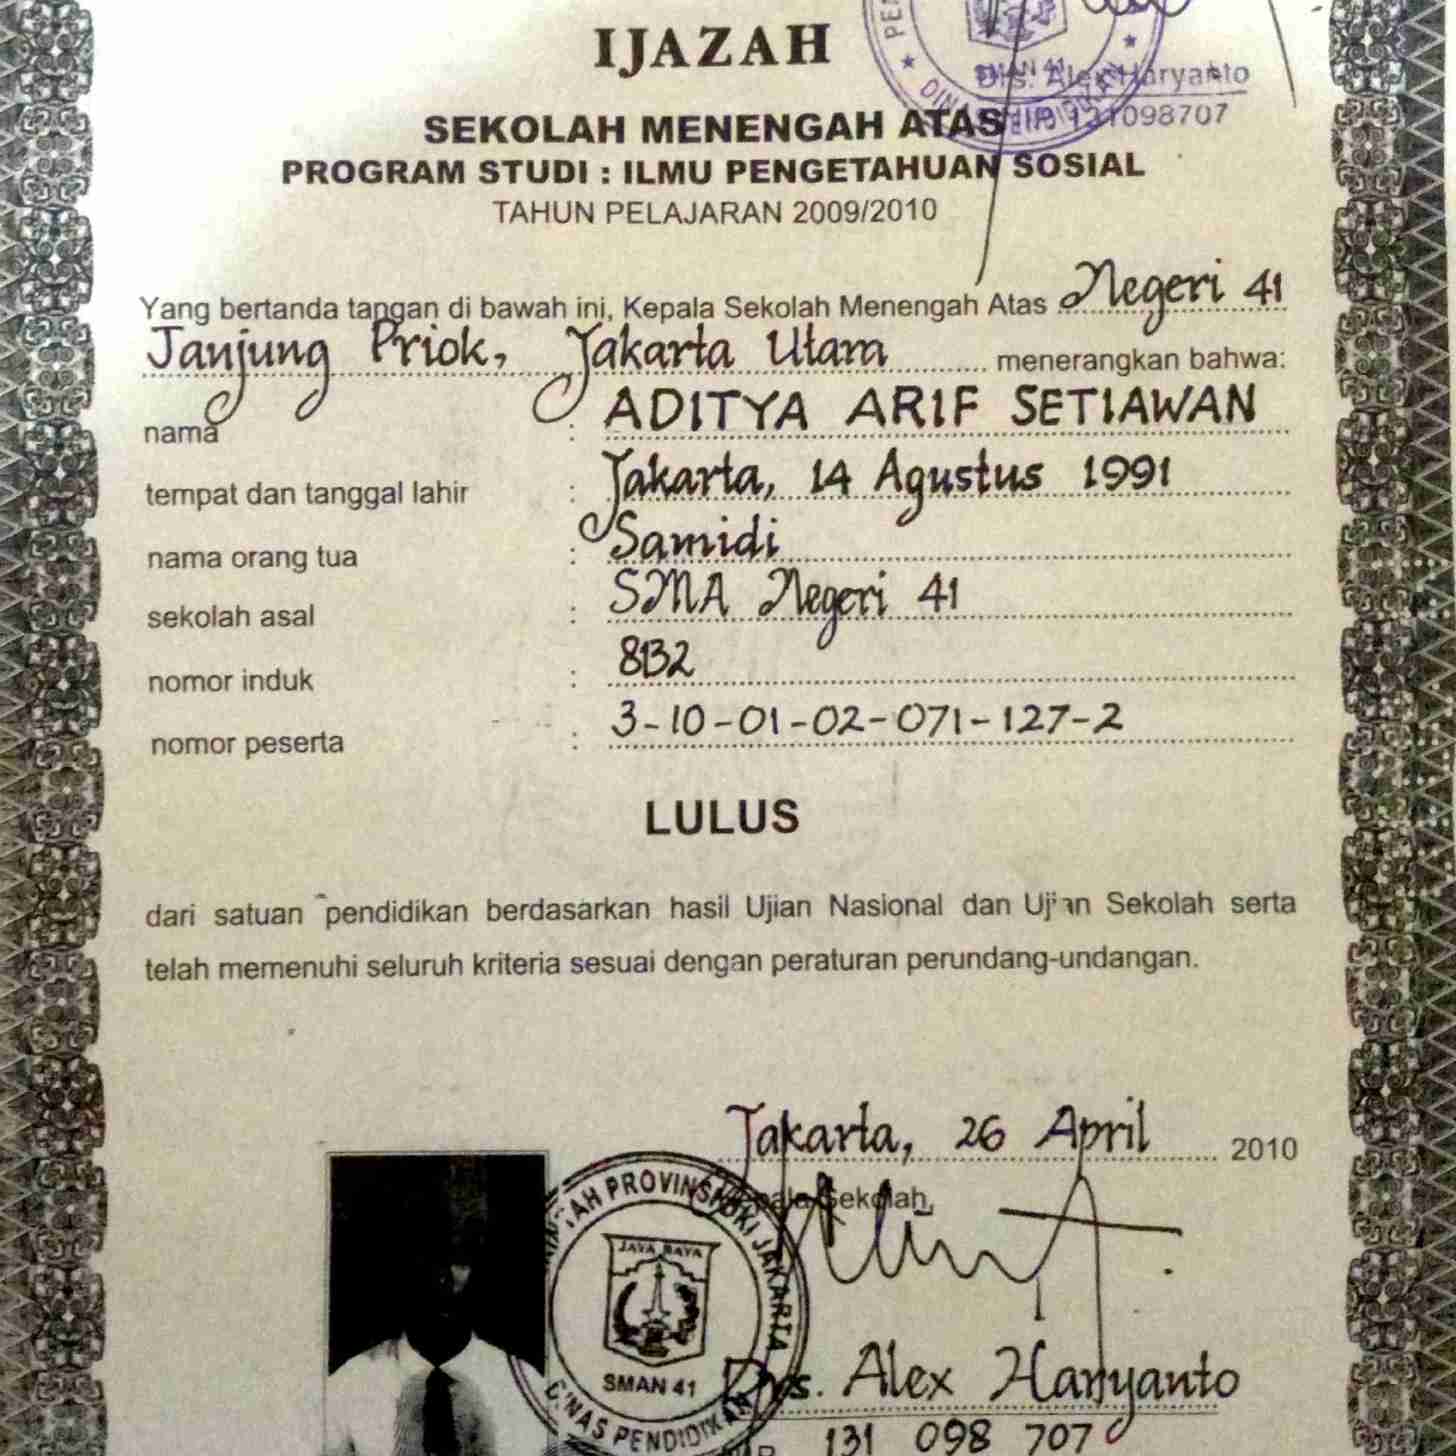 IJAZAH
SMAN 41
Drs. Alex Haryanto
NIP 131098707
DINAS PENDIDIKAN
SEKOLAH MENENGAH ATAS
PROGRAM STUDI : ILMU PENGETAHUAN SOSIAL
TAHUN PELAJARAN 2009/2010
Yang bertanda tangan di bawah ini, Kepala Sekolah Menengah Atas Negeri 41
Tanjung Priok, Jakarta Utara menerangkan bahwa:
nama : ADITYA ARIF SETIAWAN
tempat dan tanggal lahir : Jakarta, 14 Agustus 1991
nama orang tua : Samidi
sekolah asal : SMA Negeri 41
nomor induk : 8132
nomor peserta : 3-10-01-02-071-127-2
LULUS
dari satuan pendidikan berdasarkan hasil Ujian Nasional dan Ujian Sekolah serta
telah memenuhi seluruh kriteria sesuai dengan peraturan perundang-undangan.
Jakarta, 26 April 2010
Kepala Sekolah,
PROVINSI DKI JAKARTA
JAYA RAYA
SMAN 41
DINAS PENDIDIKAN
Drs. Alex Haryanto
131 098 707